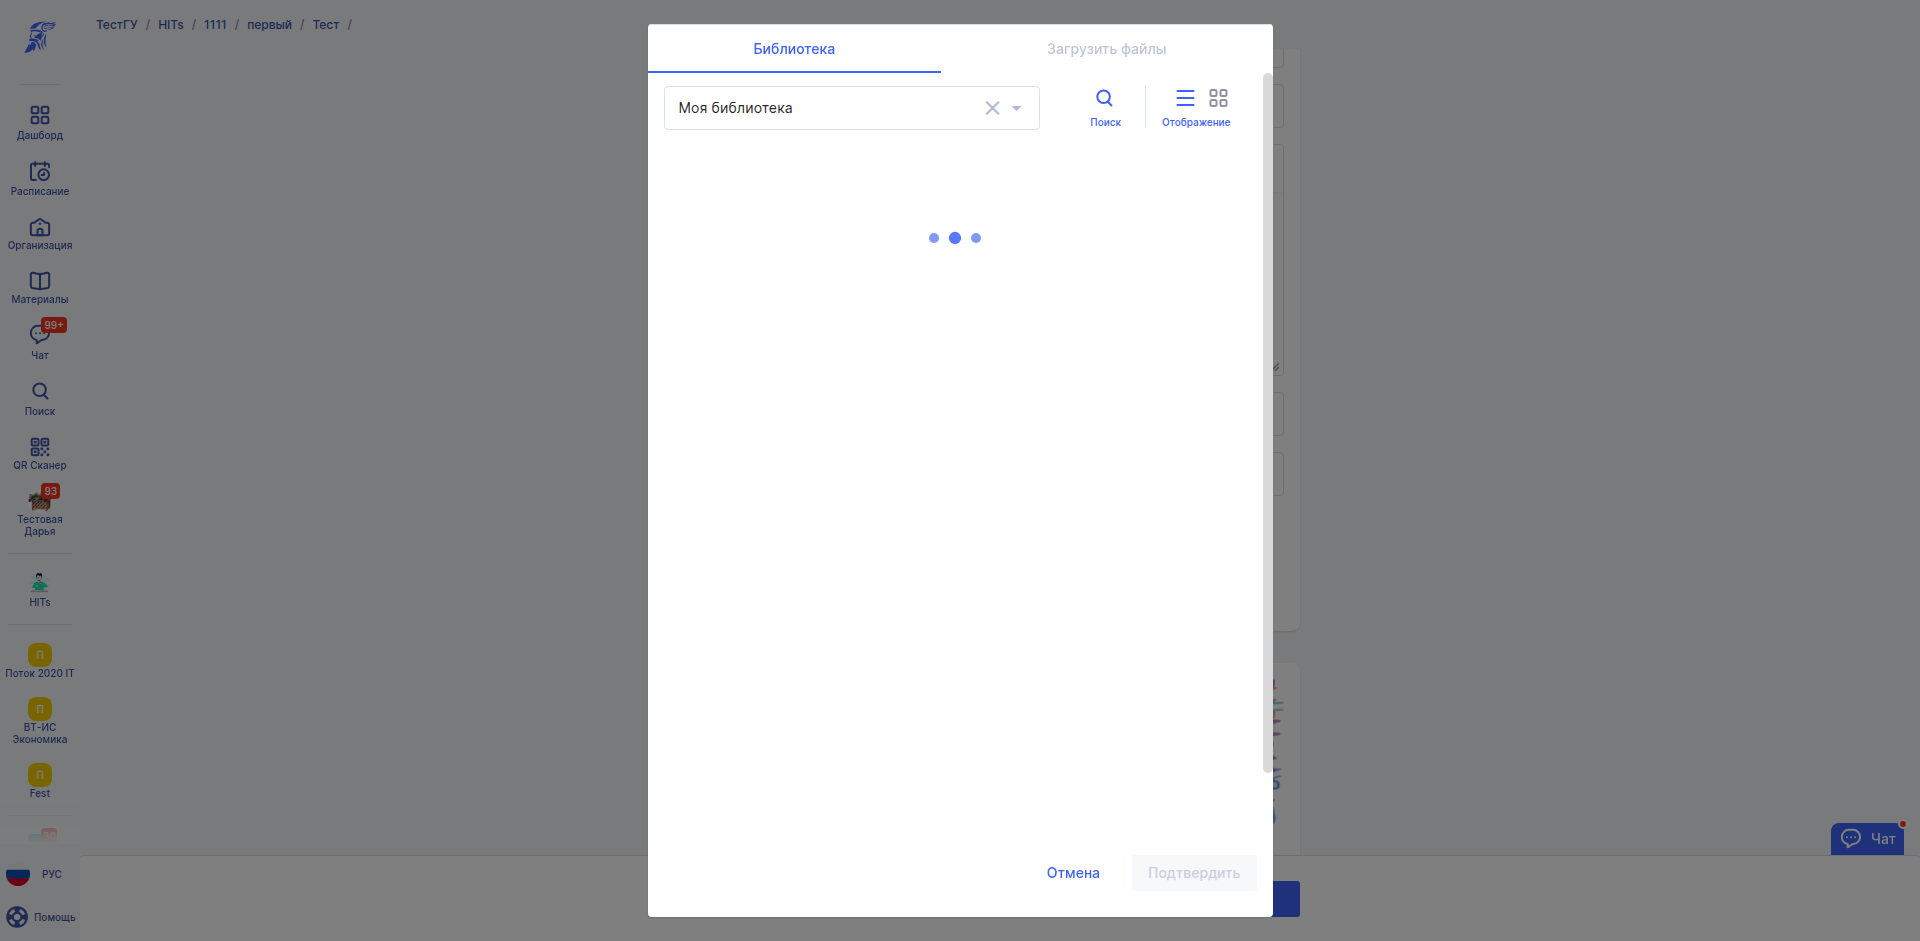 ТестГУ / HITs / 1111 / первый / Тест /
Дашборд
Расписание
Организация
Материалы
99+
Чат
Поиск
QR Сканер
93
Тестовая
Дарья
HITs
П
Поток 2020 IT
П
ВТ-ИС
Экономика
П
Fest
39
РУС
Помощь
Библиотека
Загрузить файлы
Моя библиотека
Поиск
Отображение
Отмена
Подтвердить
Чат